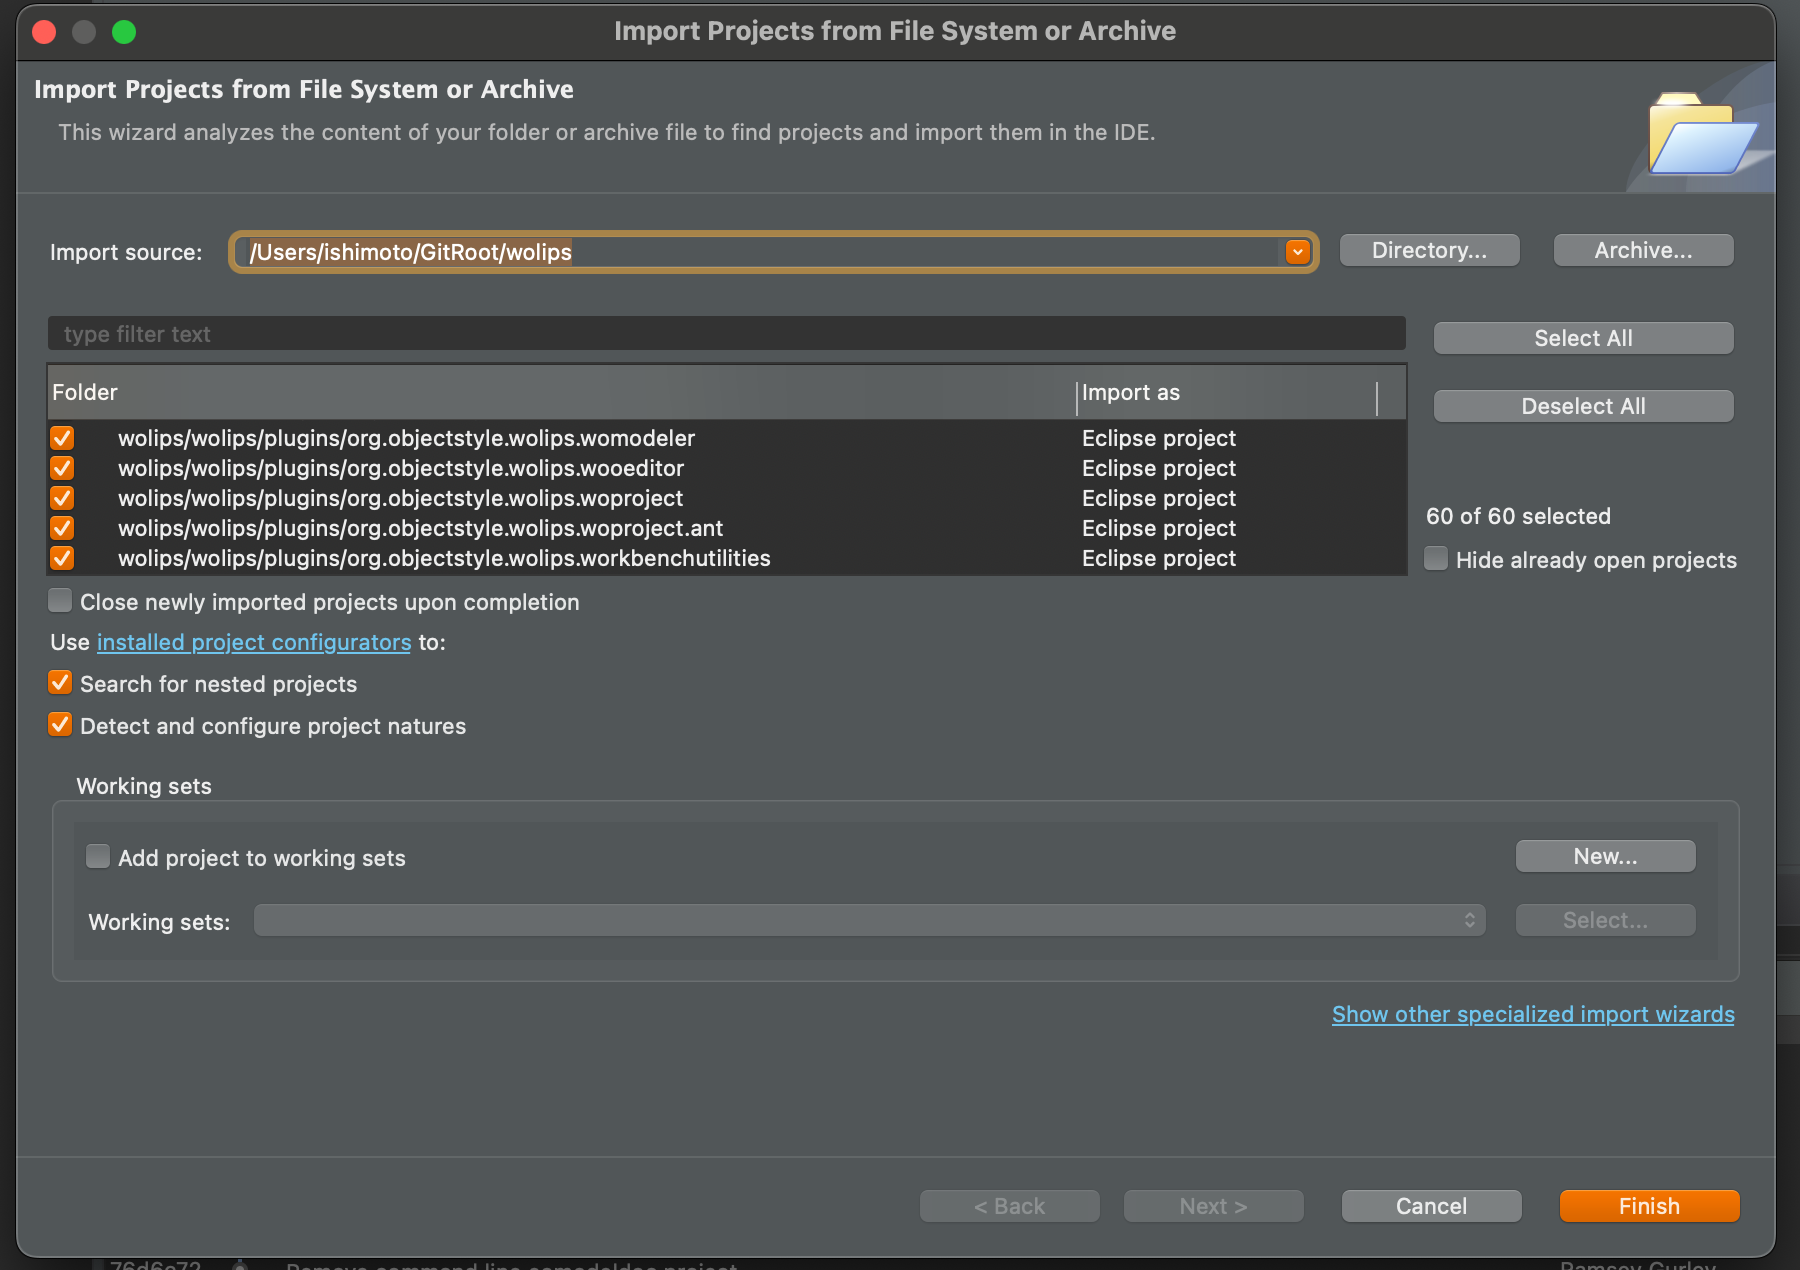 Import Projects from File System or Archive
Import Projects from File System or Archive
This wizard analyzes the content of your folder or archive file to find projects and import them in the IDE.
Import source: /Users/ishimoto/GitRoot/wolips Directory... Archive...
type filter text
Select All
Folder Import as
Deselect All
wolips/wolips/plugins/org.objectstyle.wolips.womodeler Eclipse project
wolips/wolips/plugins/org.objectstyle.wolips.wooeditor Eclipse project
wolips/wolips/plugins/org.objectstyle.wolips.woproject Eclipse project
60 of 60 selected
wolips/wolips/plugins/org.objectstyle.wolips.woproject.ant Eclipse project
wolips/wolips/plugins/org.objectstyle.wolips.workbenchutilities Eclipse project
Hide already open projects
Close newly imported projects upon completion
Use installed project configurators to:
Search for nested projects
Detect and configure project natures
Working sets
Add project to working sets New...
Working sets: Select...
Show other specialized import wizards
< Back Next > Cancel Finish